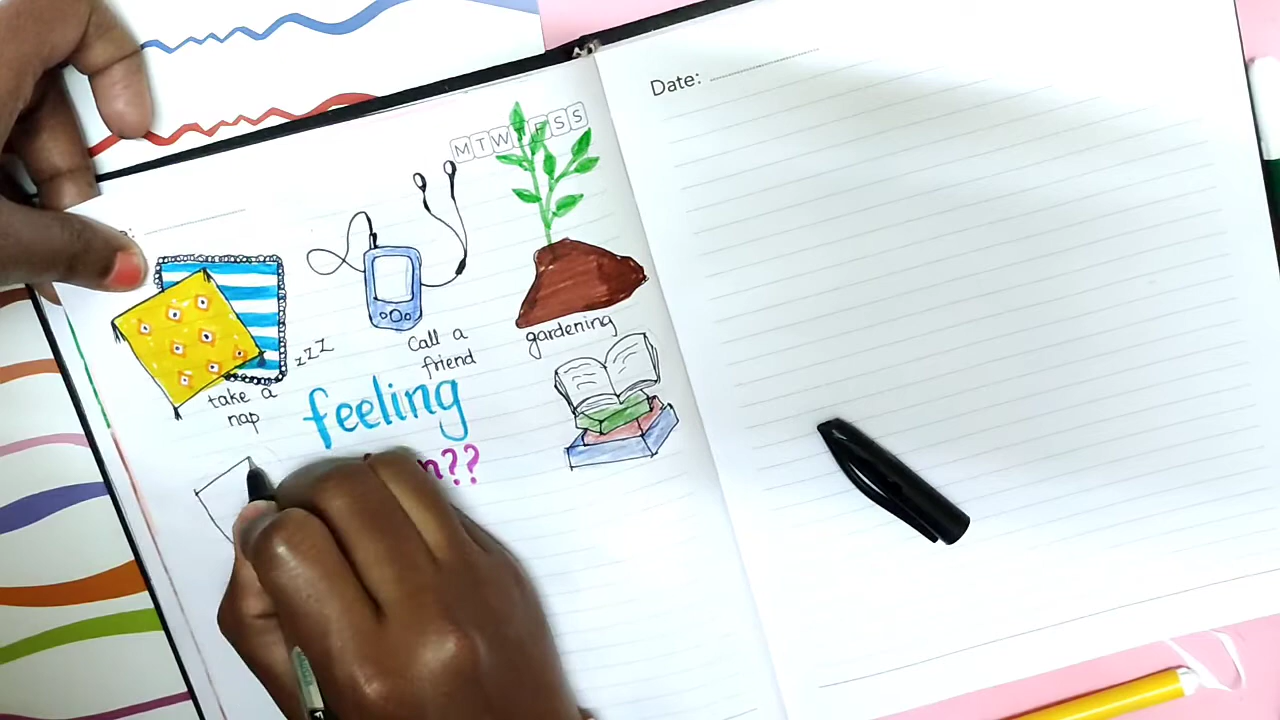 Date:
M T W T F S S
zZZ
take a
nap
Call a
friend
gardening
feeling
??